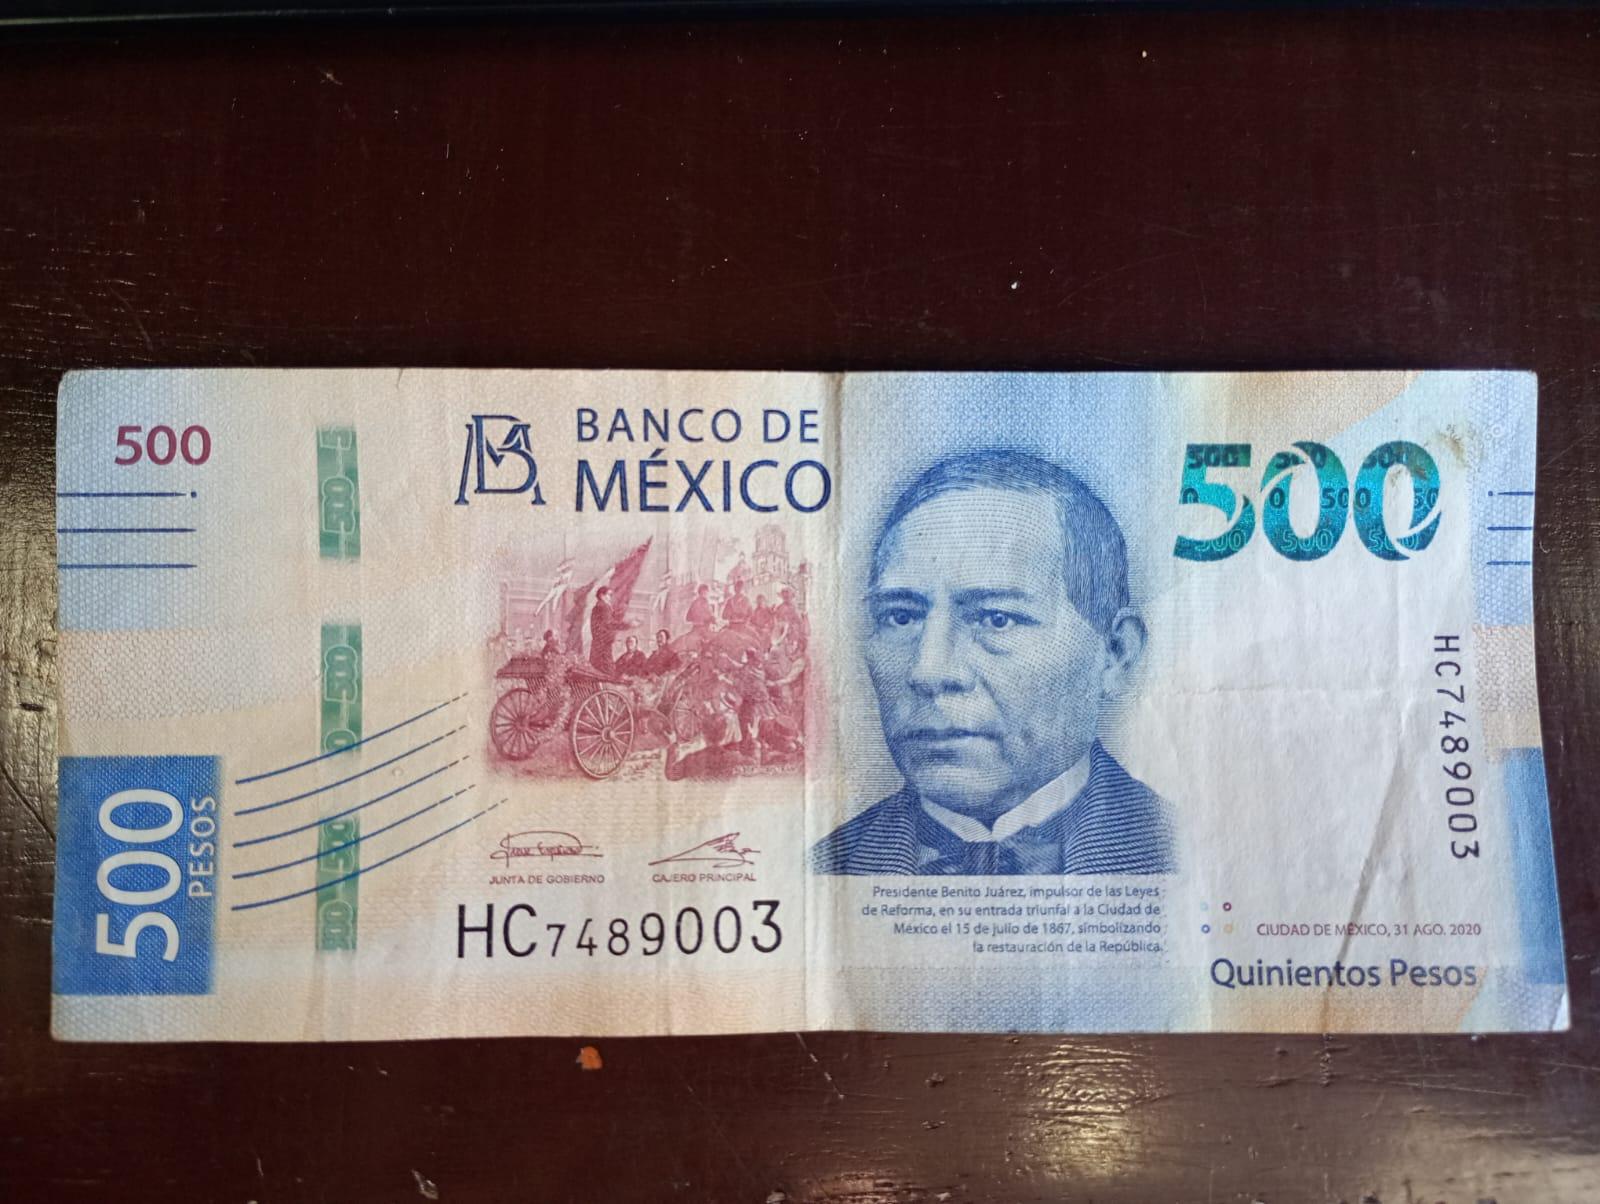 500
BANCO DE
MÉXICO
500
500
PESOS
JUNTA DE GOBIERNO
CAJERO PRINCIPAL
HC7489003
Presidente Benito Juárez, impulsor de las Leyes
de Reforma, en su entrada triunfal a la Ciudad de
México el 15 de julio de 1867, simbolizando
la restauración de la República.
HC7489003
CIUDAD DE MÉXICO, 31 AGO. 2020
Quinientos Pesos